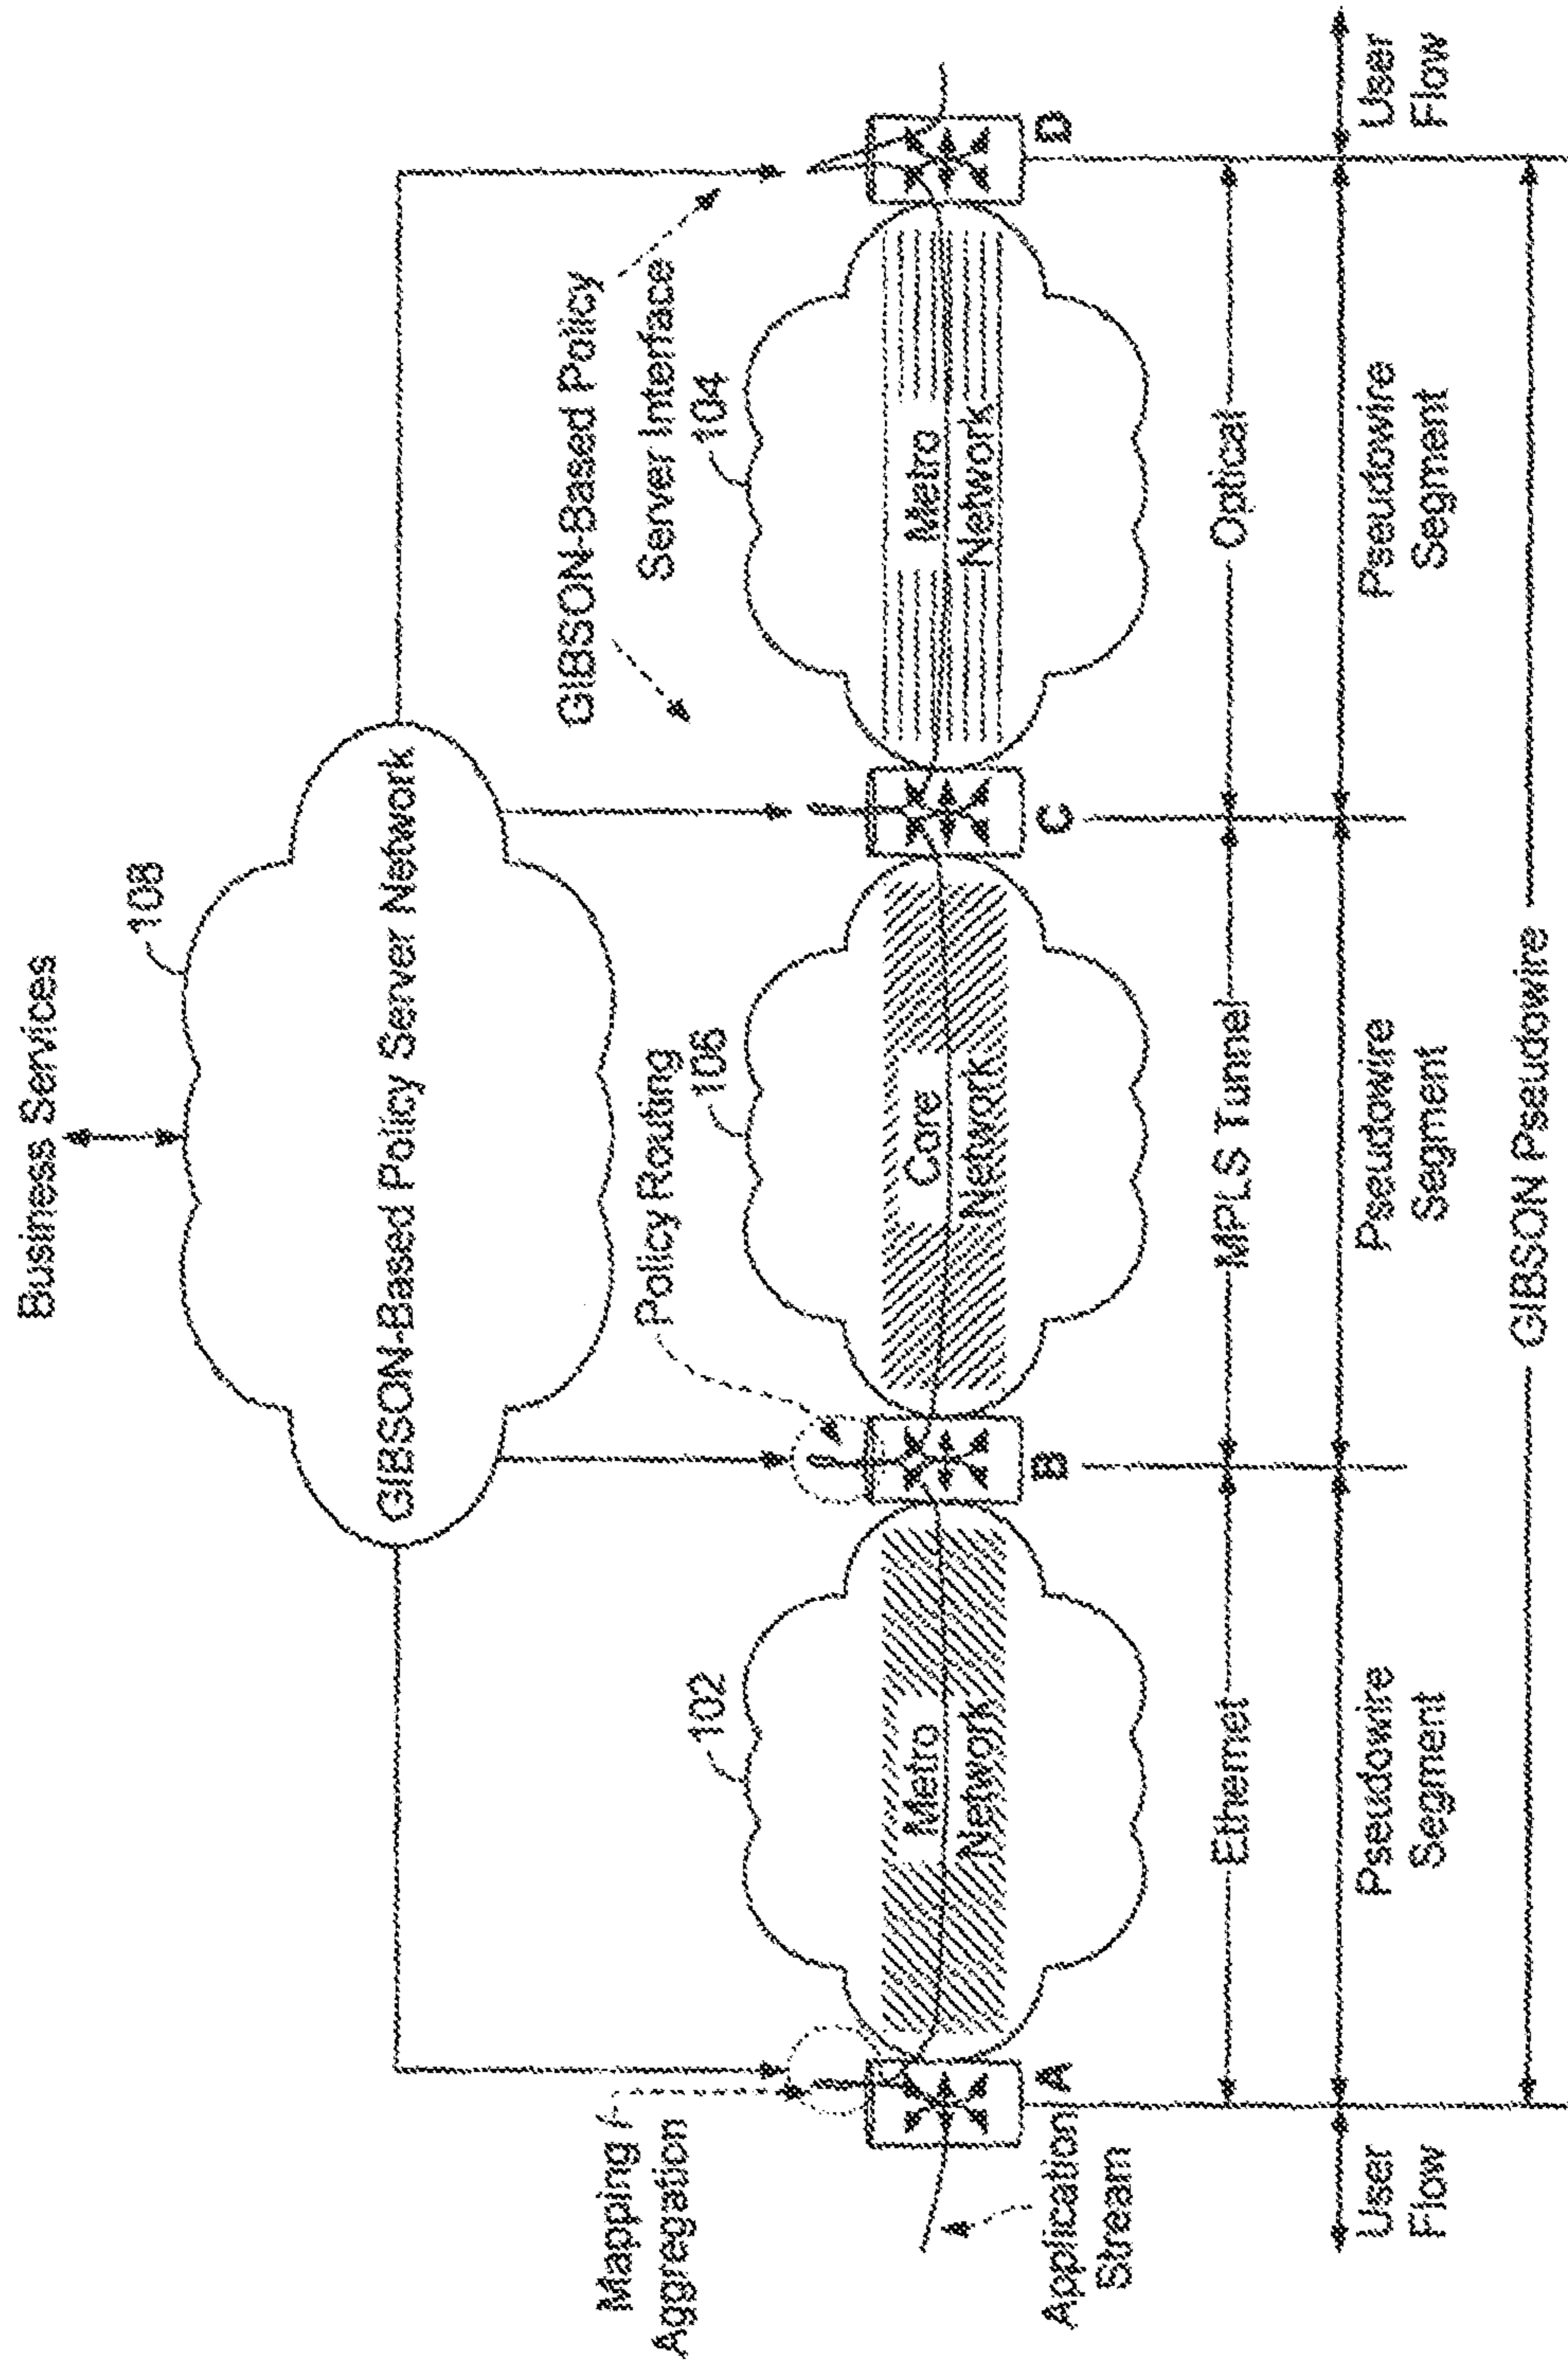 Business Services
108
GIBSON-Based Policy Server Network
Mapping /
Aggregation
Policy Routing
GIBSON-Based Policy
Server Interface
102
106
104
Metro
Network
Core
Network
Metro
Network
Application
Stream
A
B
C
D
Ethernet
MPLS Tunnel
Optical
User
Flow
Pseudowire
Segment
Pseudowire
Segment
Pseudowire
Segment
User
Flow
GIBSON Pseudowire